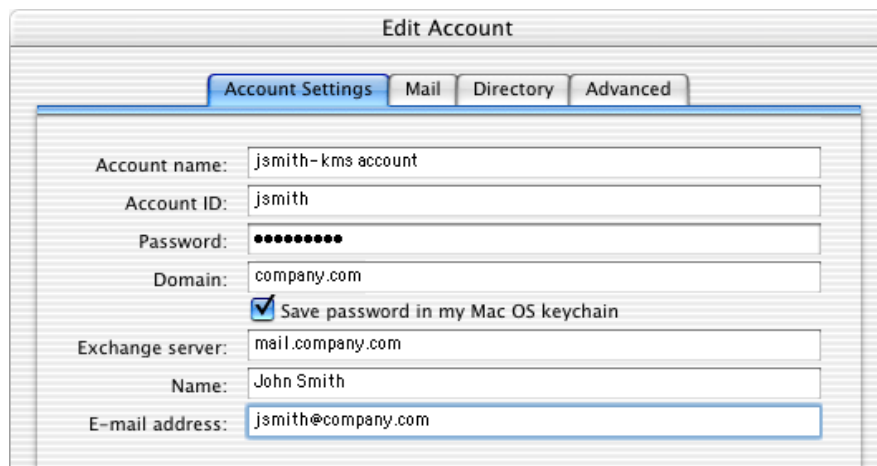 Edit Account
Account Settings Mail Directory Advanced
Account name: jsmith-kms account
Account ID: jsmith
Password: •••••••••
Domain: company.com
Save password in my Mac OS keychain
Exchange server: mail.company.com
Name: John Smith
E-mail address: jsmith@company.com